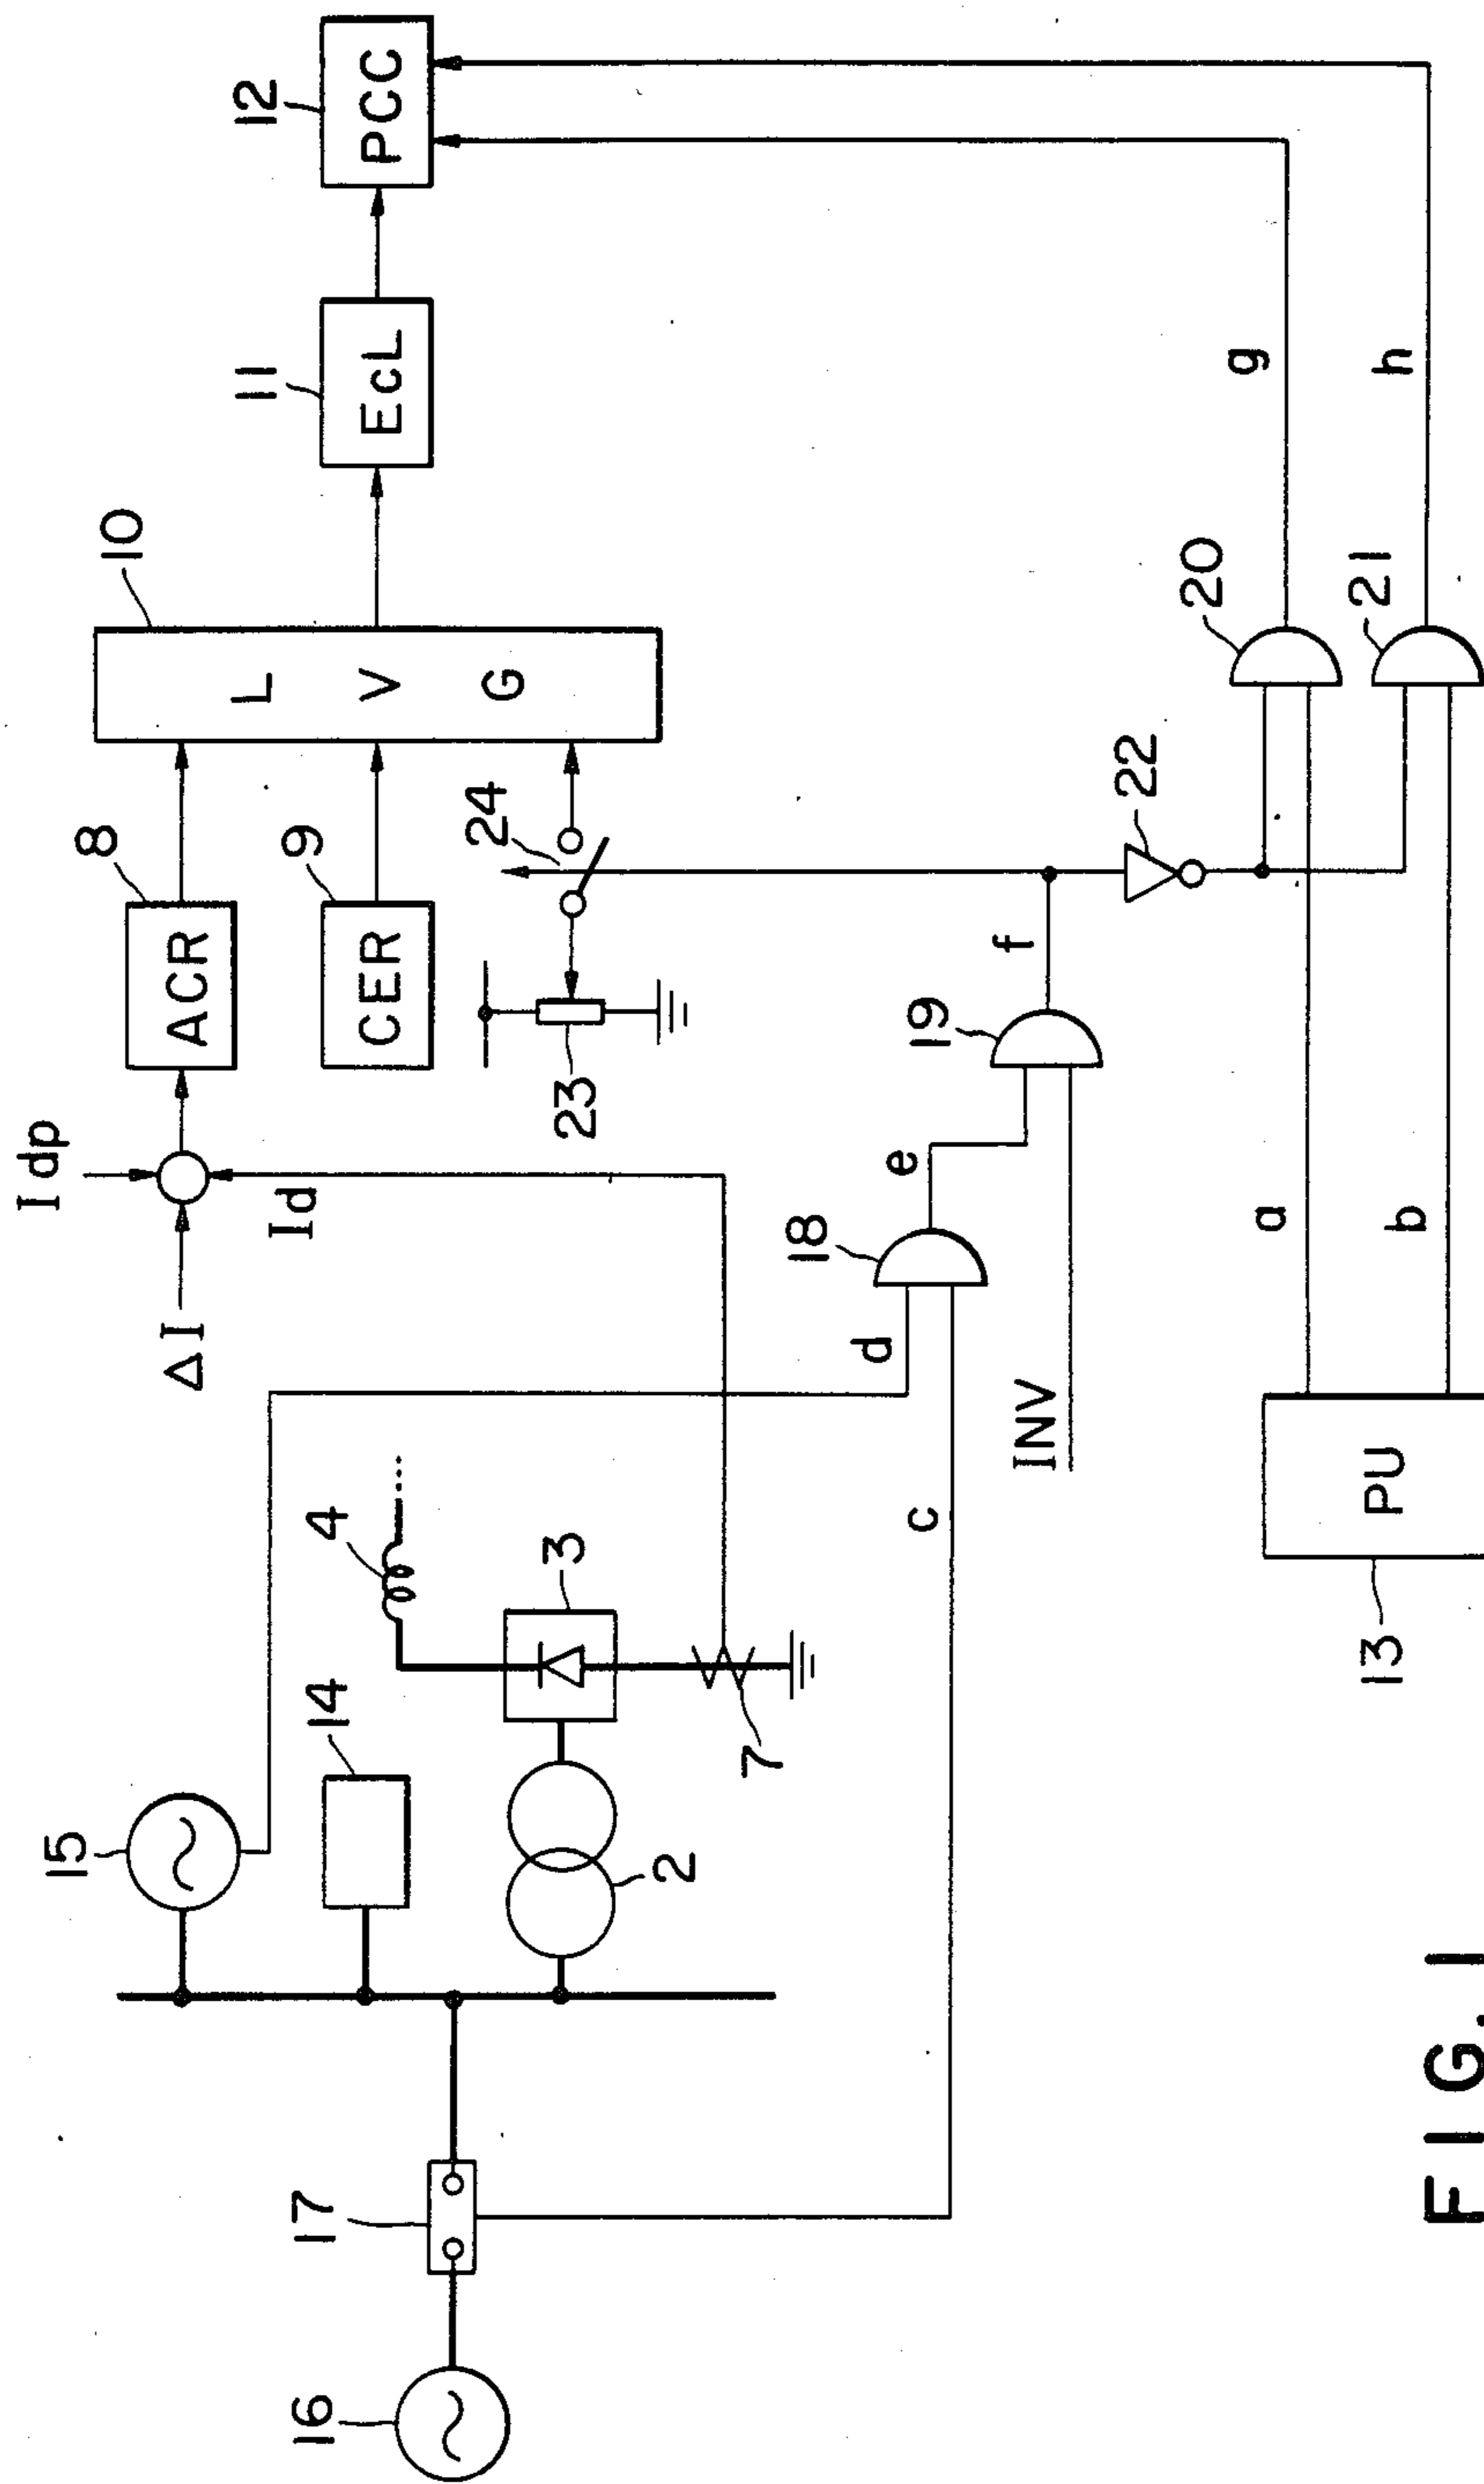 16
17
15
14
2
4
3
7
ΔI
Idp
Id
8
ACR
9
CER
23
24
10
L V G
11
EcL
12
PCC
c
d
18
e
INV
19
f
22
13
PU
a
b
20
21
g
h
FIG. 1